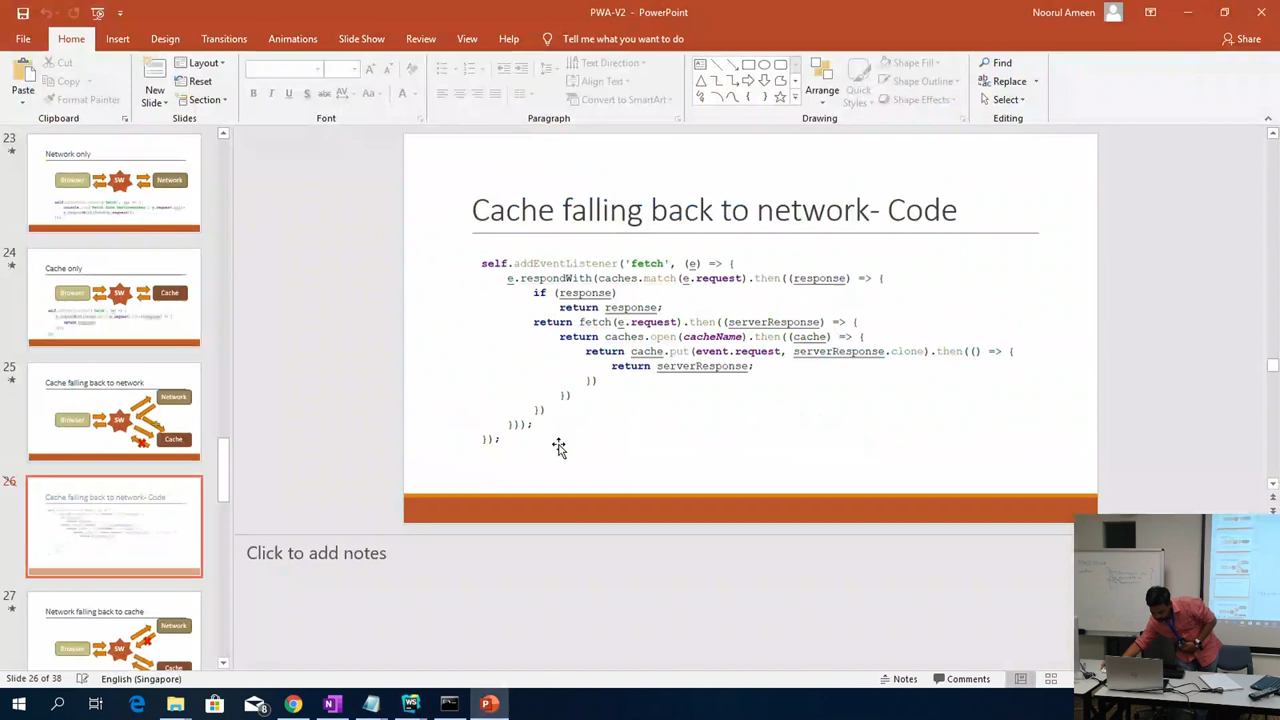 PWA-V2 - PowerPoint
Noorul Ameen
File
Home
Insert
Design
Transitions
Animations
Slide Show
Review
View
Help
Tell me what you want to do
Share
Paste
Cut
Copy
Format Painter
Clipboard
New
Slide
Layout
Reset
Section
Slides
Font
Text Direction
Align Text
Convert to SmartArt
Paragraph
Arrange
Quick
Styles
Shape Fill
Shape Outline
Shape Effects
Drawing
Find
Replace
Select
Editing
23
Network only
Browser
SW
Network
24
Cache only
Browser
SW
Cache
25
Cache falling back to network
Network
Browser
SW
Cache
26
Cache falling back to network- Code
27
Network falling back to cache
Network
Browser
SW
Cache
Cache falling back to network- Code
self.addEventListener('fetch', (e) => {
e.respondWith(caches.match(e.request).then((response) => {
if (response)
return response;
return fetch(e.request).then((serverResponse) => {
return caches.open(cacheName).then((cache) => {
return cache.put(event.request, serverResponse.clone).then(() => {
return serverResponse;
})
})
})
}));
});
Click to add notes
Slide 26 of 38
English (Singapore)
Notes
Comments